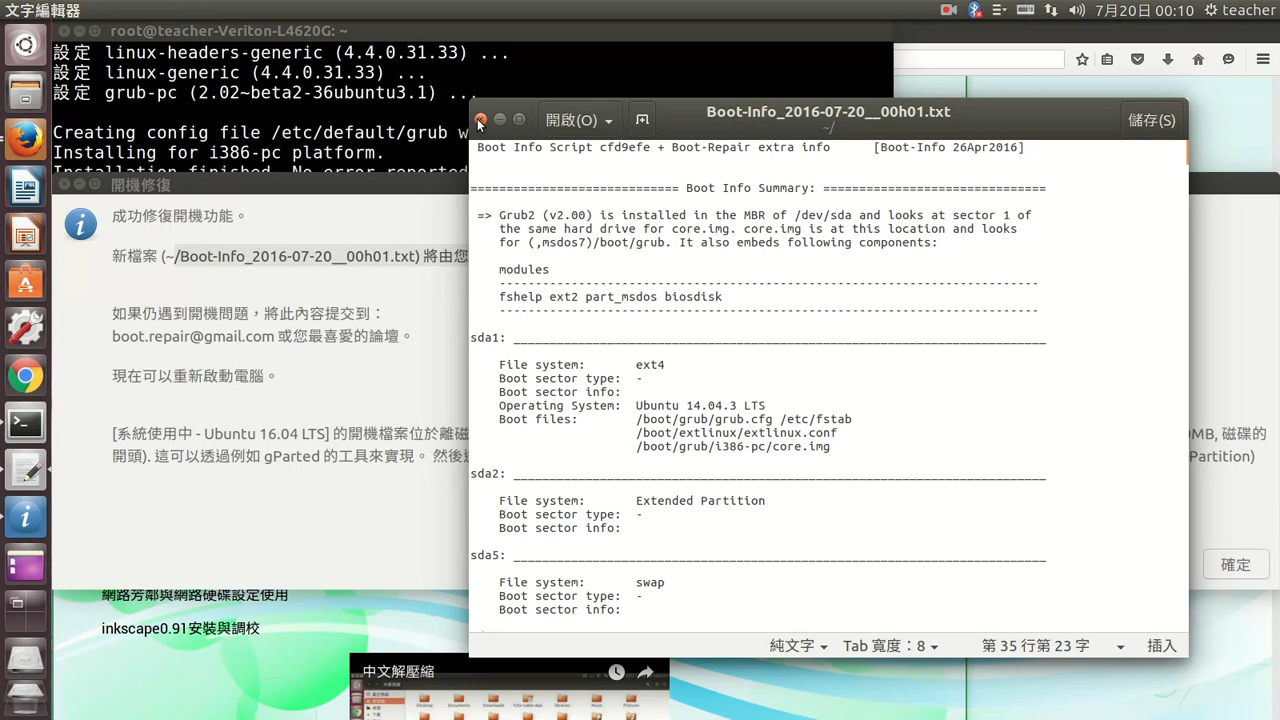 文字編輯器
7月20日 00:10
teacher
root@teacher-Veriton-L4620G: ~
設定 linux-headers-generic (4.4.0.31.33) ...
設定 linux-generic (4.4.0.31.33) ...
設定 grub-pc (2.02~beta2-36ubuntu3.1) ...
Creating config file /etc/default/grub w
Installing for i386-pc platform.
Installation finished. No error reported
開機修復
成功修復開機功能。
新檔案 (~/Boot-Info_2016-07-20__00h01.txt) 將由您
如果仍遇到開機問題，將此內容提交到：
boot.repair@gmail.com 或您最喜愛的論壇。
現在可以重新啟動電腦。
[系統使用中 - Ubuntu 16.04 LTS] 的開機檔案位於離磁
MB, 磁碟的
開頭). 這可以透過例如 gParted 的工具來實現。 然後
Partition)
確定
開啟(O)
Boot-Info_2016-07-20__00h01.txt
~/
儲存(S)
Boot Info Script cfd9efe + Boot-Repair extra info [Boot-Info 26Apr2016]
============================= Boot Info Summary: ===============================
=> Grub2 (v2.00) is installed in the MBR of /dev/sda and looks at sector 1 of
the same hard drive for core.img. core.img is at this location and looks
for (,msdos7)/boot/grub. It also embeds following components:
modules
---------------------------------------------------------------------------
fshelp ext2 part_msdos biosdisk
---------------------------------------------------------------------------
sda1: __________________________________________________________________________
File system: ext4
Boot sector type: -
Boot sector info:
Operating System: Ubuntu 14.04.3 LTS
Boot files: /boot/grub/grub.cfg /etc/fstab
/boot/extlinux/extlinux.conf
/boot/grub/i386-pc/core.img
sda2: __________________________________________________________________________
File system: Extended Partition
Boot sector type: -
Boot sector info:
sda5: __________________________________________________________________________
File system: swap
Boot sector type: -
Boot sector info:
純文字
Tab 寬度：8
第 35 行第 23 字
插入
網路芳鄰與網路硬碟設定使用
inkscape0.91安裝與調校
中文解壓縮
Documents
Music
Pictures